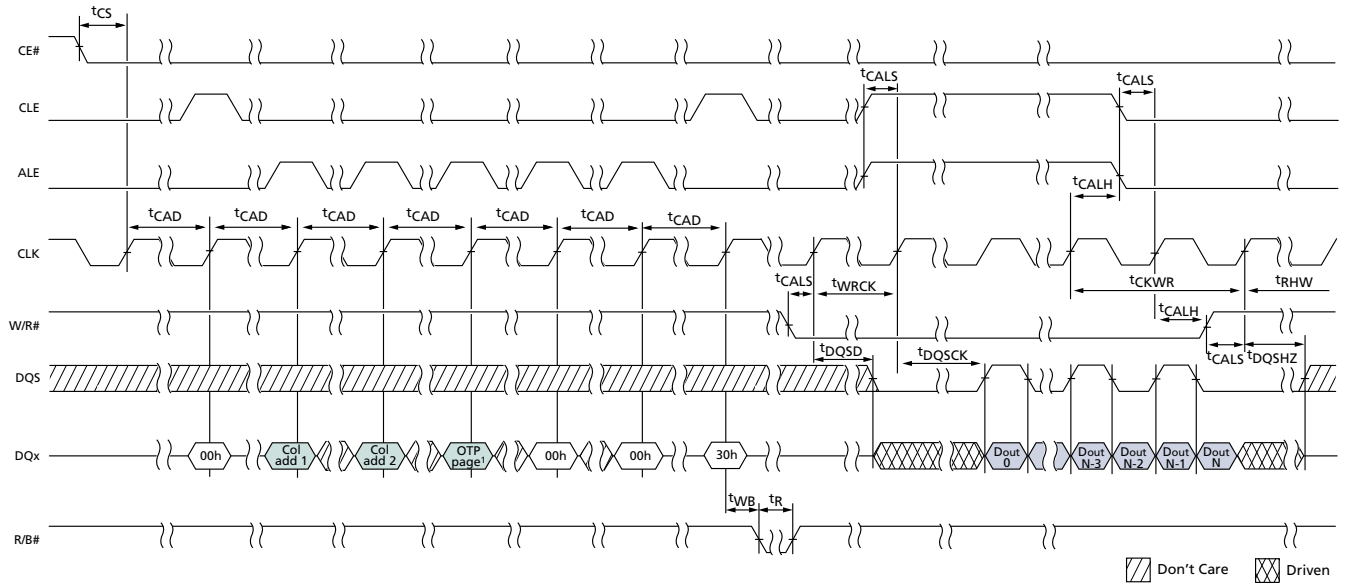 tCS
CE#
tCALS
tCALS
CLE
ALE
tCALH
tCAD
tCAD
tCAD
tCAD
tCAD
tCAD
tCAD
CLK
tCALS
tWRCK
tCKWR
tRHW
tCALH
W/R#
tDQSD
tDQSCK
tCALS
tDQSHZ
DQS
DQx
00h
Col add 1
Col add 2
OTP page¹
00h
00h
30h
Dout 0
Dout N-3
Dout N-2
Dout N-1
Dout N
tWB
tR
R/B#
Don't Care
Driven